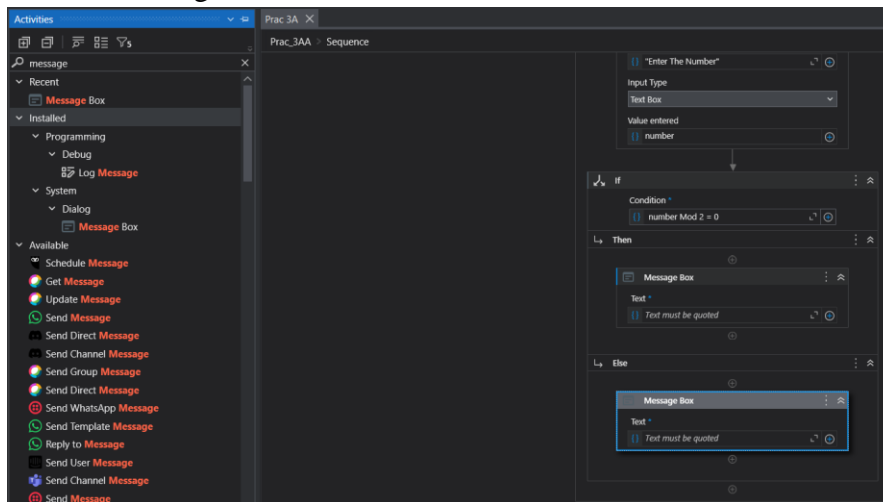 Activities
message
Recent
Message Box
Installed
Programming
Debug
Log Message
System
Dialog
Message Box
Available
Schedule Message
Get Message
Update Message
Send Message
Send Direct Message
Send Channel Message
Send Group Message
Send Direct Message
Send WhatsApp Message
Send Template Message
Reply to Message
Send User Message
Send Channel Message
Send Message
Prac 3A
Prac_3AA > Sequence
"Enter The Number"
Input Type
Text Box
Value entered
number
If
Condition *
number Mod 2 = 0
Then
Message Box
Text *
Text must be quoted
Else
Message Box
Text *
Text must be quoted